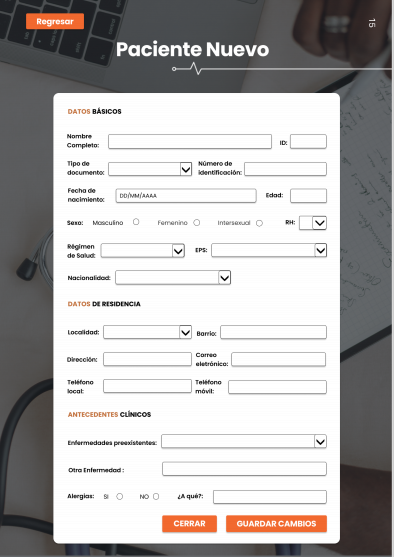 Regresar
15
Paciente Nuevo
DATOS BÁSICOS
Nombre
Completo:
ID:
Tipo de
documento:
Número de
identificación:
Fecha de
nacimiento:
DD/MM/AAAA
Edad:
Sexo: Masculino Femenino Intersexual RH:
Règimen
de Salud:
EPS:
Nacionalidad:
DATOS DE RESIDENCIA
Localidad:
Barrio:
Dirección:
Correo
eletrónico:
Teléfono
local:
Teléfono
móvil:
ANTECEDENTES CLÍNICOS
Enfermedades preexistentes:
Otra Enfermedad :
Alergias: SI NO ¿A qué?:
CERRAR GUARDAR CAMBIOS